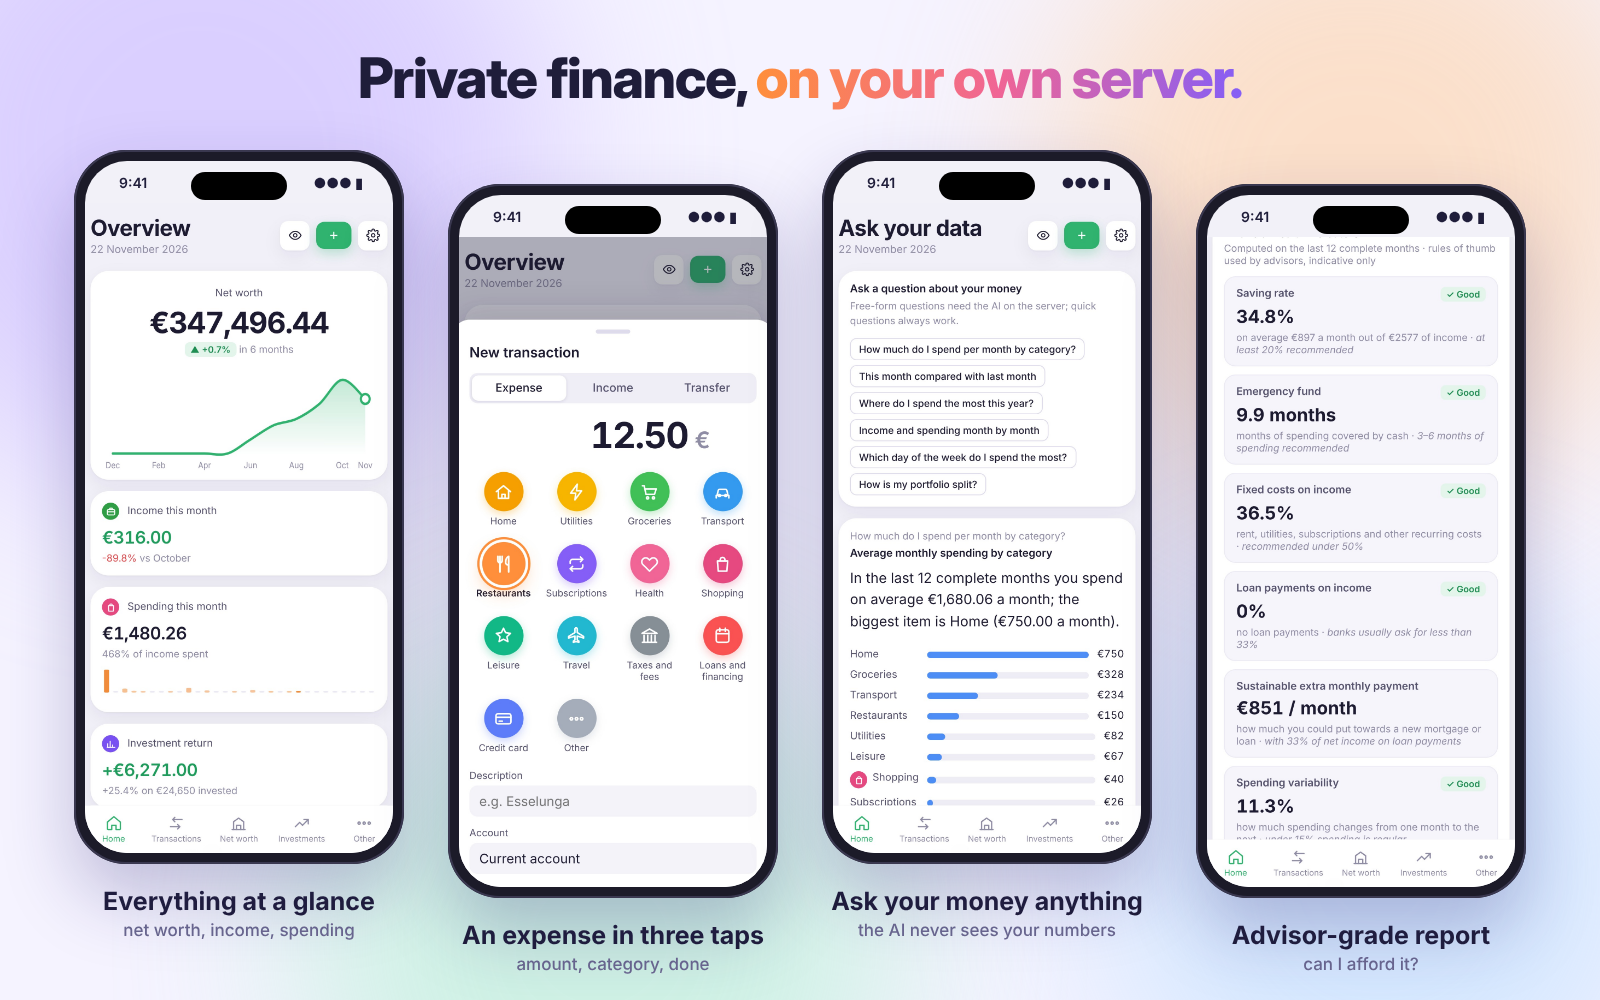 Private finance, on your own server.
9:41
Overview
22 November 2026
Net worth
€347,496.44
▲ +0.7% in 6 months
Dec Feb Apr Jun Aug Oct Nov
Income this month
€316.00
-89.8% vs October
Spending this month
€1,480.26
468% of income spent
Investment return
+€6,271.00
+25.4% on €24,650 invested
Home Transactions Net worth Investments Other
Everything at a glance
net worth, income, spending
9:41
Overview
22 November 2026
New transaction
Expense Income Transfer
12.50 €
Home Utilities Groceries Transport
Restaurants Subscriptions Health Shopping
Leisure Travel Taxes and fees Loans and financing
Credit card Other
Description
e.g. Esselunga
Account
Current account
An expense in three taps
amount, category, done
9:41
Ask your data
22 November 2026
Ask a question about your money
Free-form questions need the AI on the server; quick
questions always work.
How much do I spend per month by category?
This month compared with last month
Where do I spend the most this year?
Income and spending month by month
Which day of the week do I spend the most?
How is my portfolio split?
How much do I spend per month by category?
Average monthly spending by category
In the last 12 complete months you spend
on average €1,680.06 a month; the
biggest item is Home (€750.00 a month).
Home €750
Groceries €328
Transport €234
Restaurants €150
Utilities €82
Leisure €67
Shopping €40
Subscriptions €26
Home Transactions Net worth Investments Other
Ask your money anything
the AI never sees your numbers
9:41
Computed on the last 12 complete months · rules of thumb
used by advisors, indicative only
Saving rate ✓ Good
34.8%
on average €897 a month out of €2577 of income · at
least 20% recommended
Emergency fund ✓ Good
9.9 months
months of spending covered by cash · 3–6 months of
spending recommended
Fixed costs on income ✓ Good
36.5%
rent, utilities, subscriptions and other recurring costs
· recommended under 50%
Loan payments on income ✓ Good
0%
no loan payments · banks usually ask for less than
33%
Sustainable extra monthly payment
€851 / month
how much you could put towards a new mortgage or
loan · with 33% of net income on loan payments
Spending variability ✓ Good
11.3%
how much spending changes from one month to the
next · under 15% spending is regular
Home Transactions Net worth Investments Other
Advisor-grade report
can I afford it?